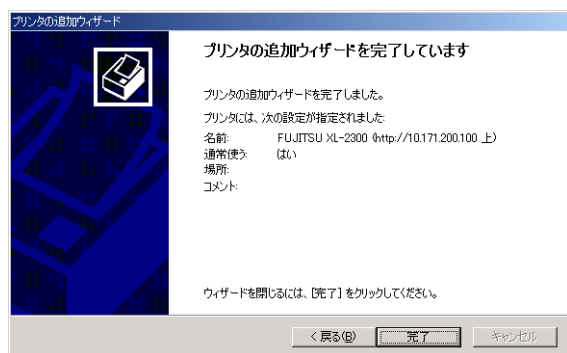 プリンタの追加ウィザード
プリンタの追加ウィザードを完了しています
プリンタの追加ウィザードを完了しました。
プリンタには、次の設定が指定されました:
名前: FUJITSU XL-2300 (http://10.171.200.100 上)
通常使う: はい
場所:
コメント:
ウィザードを閉じるには、[完了] をクリックしてください。
< 戻る(B) 完了 キャンセル